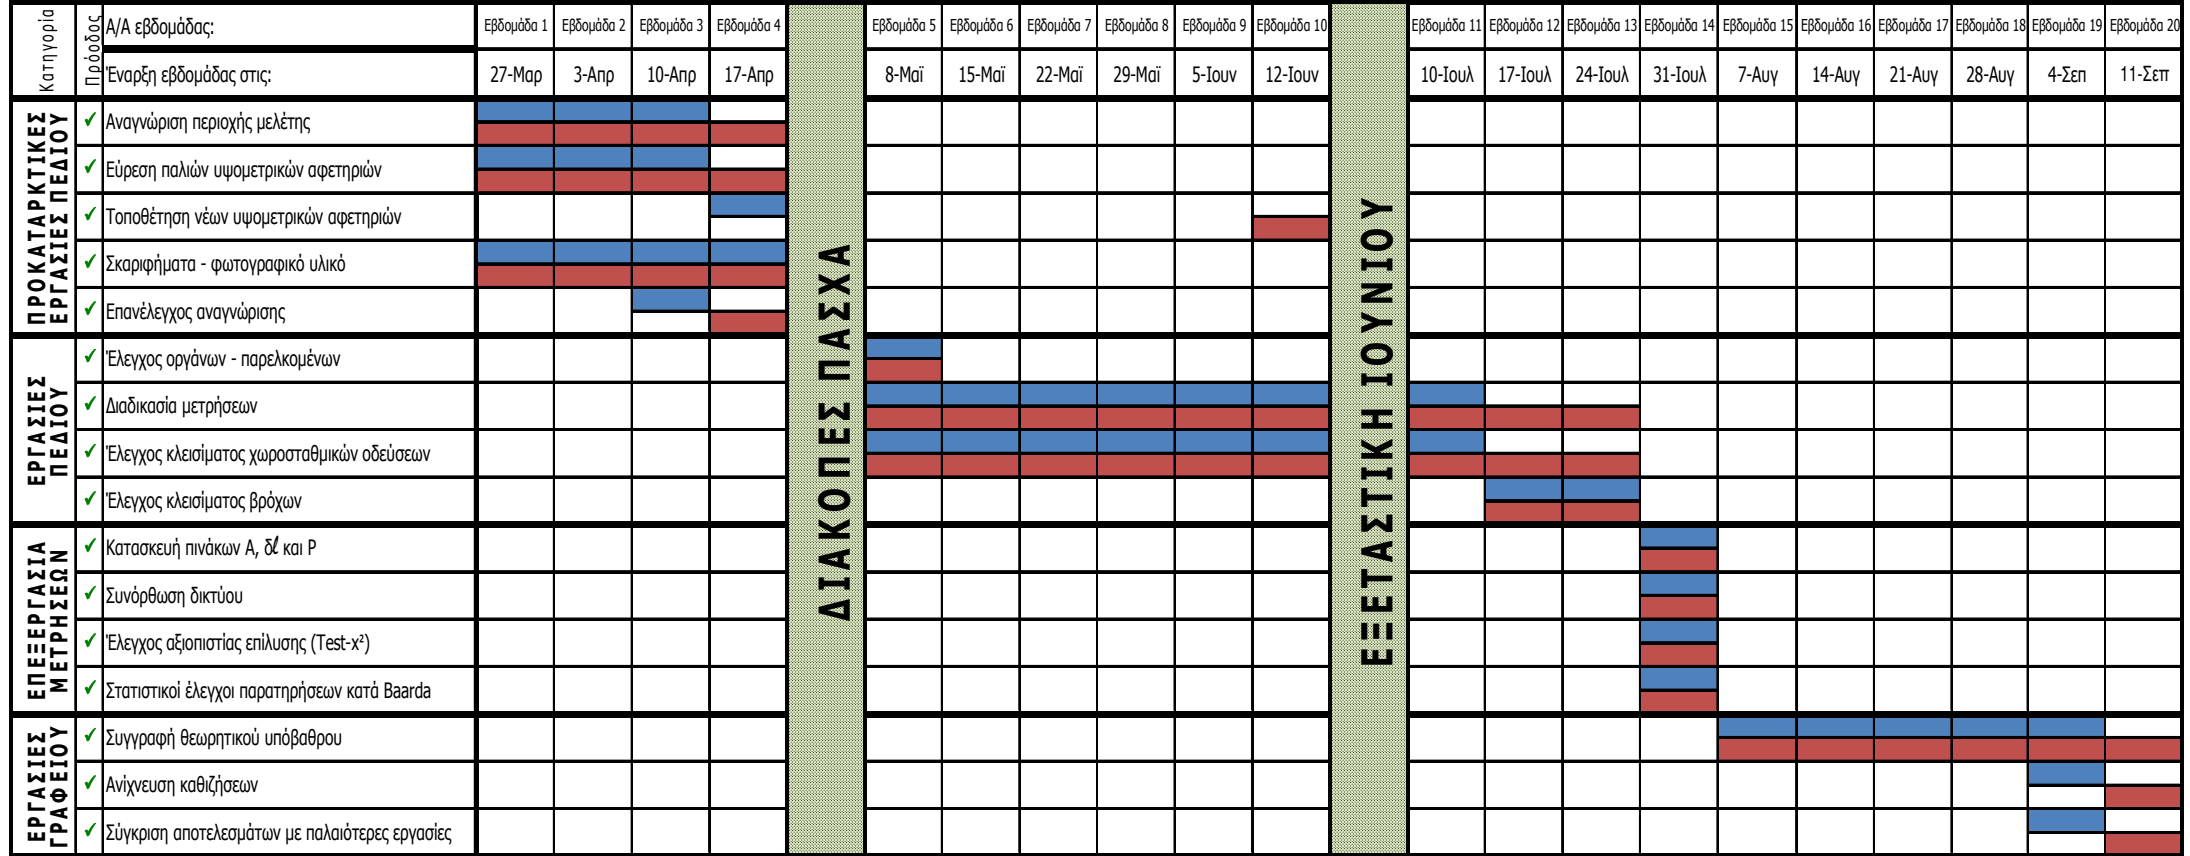 Κατηγορία
Πρόοδος
Α/Α εβδομάδας:
Εβδομάδα 1 Εβδομάδα 2 Εβδομάδα 3 Εβδομάδα 4 Εβδομάδα 5 Εβδομάδα 6 Εβδομάδα 7 Εβδομάδα 8 Εβδομάδα 9 Εβδομάδα 10 Εβδομάδα 11 Εβδομάδα 12 Εβδομάδα 13 Εβδομάδα 14 Εβδομάδα 15 Εβδομάδα 16 Εβδομάδα 17 Εβδομάδα 18 Εβδομάδα 19 Εβδομάδα 20
Έναρξη εβδομάδας στις:
27-Μαρ 3-Απρ 10-Απρ 17-Απρ 8-Μαϊ 15-Μαϊ 22-Μαϊ 29-Μαϊ 5-Ιουν 12-Ιουν 10-Ιουλ 17-Ιουλ 24-Ιουλ 31-Ιουλ 7-Αυγ 14-Αυγ 21-Αυγ 28-Αυγ 4-Σεπ 11-Σεπ
ΔΙΑΚΟΠΕΣ ΠΑΣΧΑ
ΕΞΕΤΑΣΤΙΚΗ ΙΟΥΝΙΟΥ
ΠΡΟΚΑΤΑΡΚΤΙΚΕΣ
ΕΡΓΑΣΙΕΣ ΠΕΔΙΟΥ
✓ Αναγνώριση περιοχής μελέτης
✓ Εύρεση παλιών υψομετρικών αφετηριών
✓ Τοποθέτηση νέων υψομετρικών αφετηριών
✓ Σκαριφήματα - φωτογραφικό υλικό
✓ Επανέλεγχος αναγνώρισης
ΕΡΓΑΣΙΕΣ
ΠΕΔΙΟΥ
✓ Έλεγχος οργάνων - παρελκομένων
✓ Διαδικασία μετρήσεων
✓ Έλεγχος κλεισίματος χωροσταθμικών οδεύσεων
✓ Έλεγχος κλεισίματος βρόχων
ΕΠΕΞΕΡΓΑΣΙΑ
ΜΕΤΡΗΣΕΩΝ
✓ Κατασκευή πινάκων Α, δℓ και P
✓ Συνόρθωση δικτύου
✓ Έλεγχος αξιοπιστίας επίλυσης (Test-x²)
✓ Στατιστικοί έλεγχοι παρατηρήσεων κατά Baarda
ΕΡΓΑΣΙΕΣ
ΓΡΑΦΕΙΟΥ
✓ Συγγραφή θεωρητικού υπόβαθρου
✓ Ανίχνευση καθιζήσεων
✓ Σύγκριση αποτελεσμάτων με παλαιότερες εργασίες